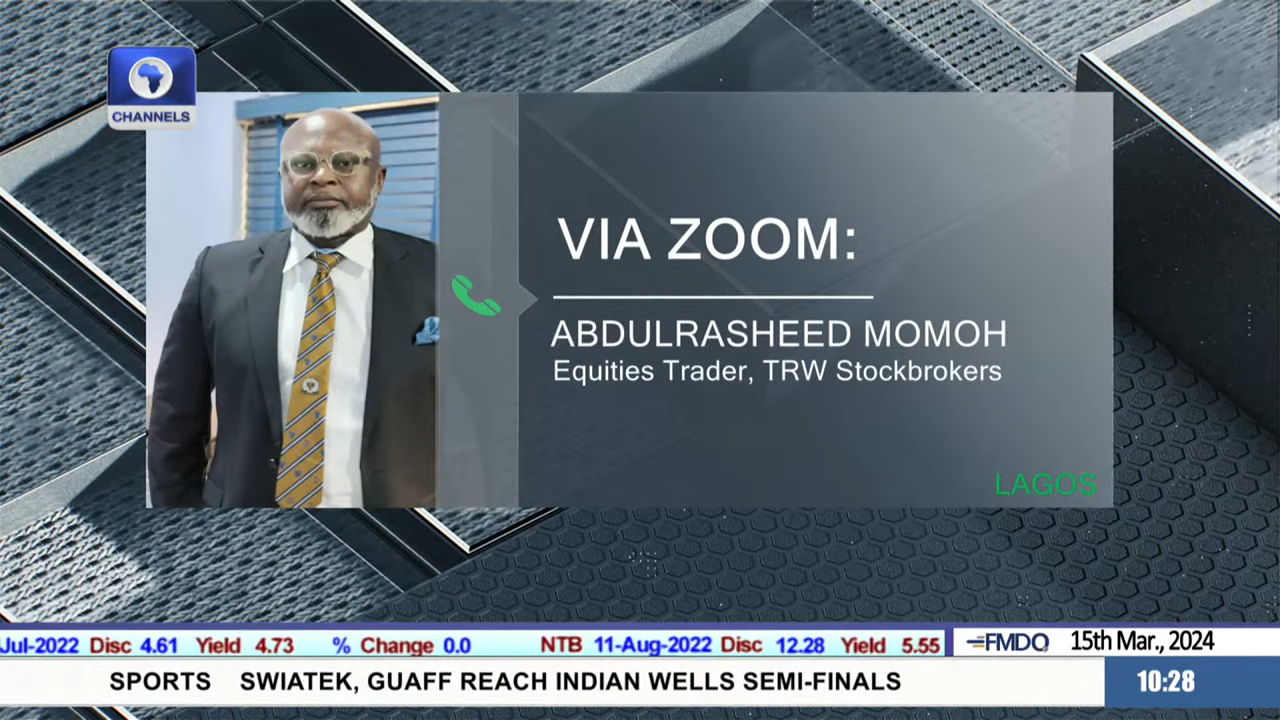 CHANNELS
VIA ZOOM:
ABDULRASHEED MOMOH
Equities Trader, TRW Stockbrokers
LAGOS
Jul-2022 Disc 4.61 Yield 4.73 % Change 0.0 NTB 11-Aug-2022 Disc 12.28 Yield 5.55
FMDQ 15th Mar., 2024
SPORTS SWIATEK, GUAFF REACH INDIAN WELLS SEMI-FINALS
10:28